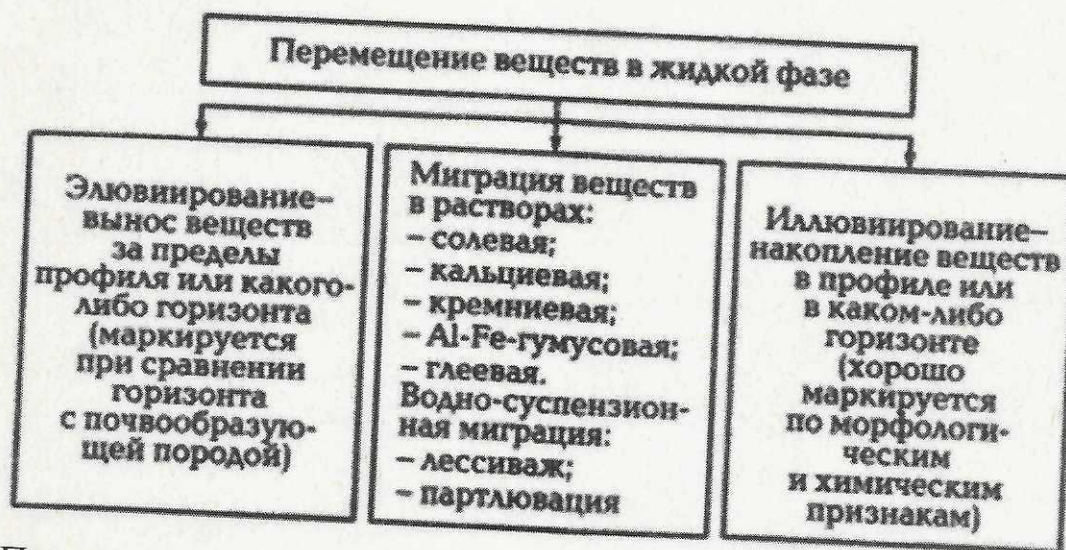 Перемещение веществ в жидкой фазе
Элювиирование–
вынос веществ
за пределы
профиля или какого-
либо горизонта
(маркируется
при сравнении
горизонта
с почвообразую-
щей породой)
Миграция веществ
в растворах:
– солевая;
– кальциевая;
– кремниевая;
– Al-Fe-гумусовая;
– глеевая.
Водно-суспензион-
ная миграция:
– лессиваж;
– партлювация
Иллювиирование–
накопление веществ
в профиле или
в каком-либо
горизонте
(хорошо
маркируется
по морфологи-
ческим
и химическим
признакам)